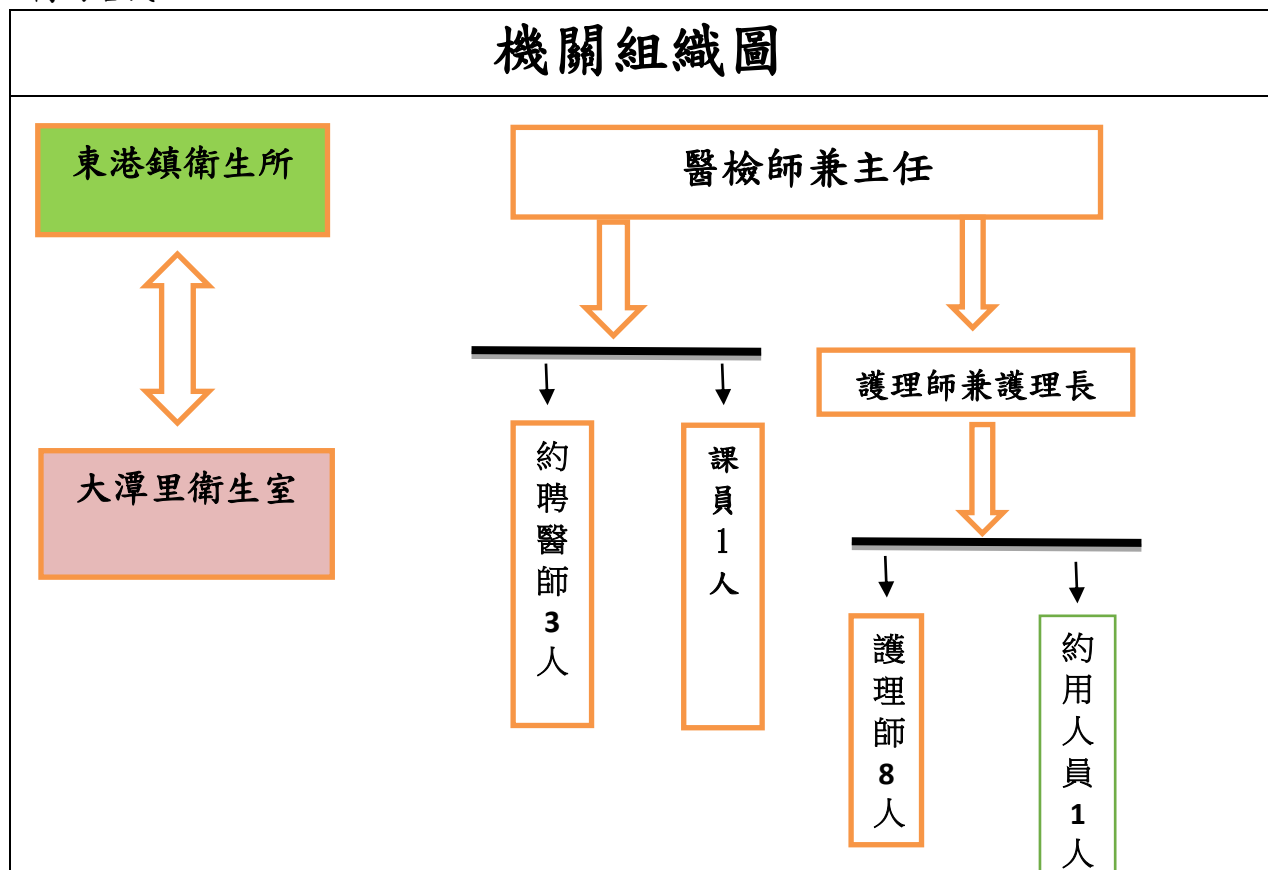 機關組織圖
東港鎮衛生所
醫檢師兼主任
護理師兼護理長
大潭里衛生室
約聘醫師3人
課員1人
護理師8人
約用人員1人